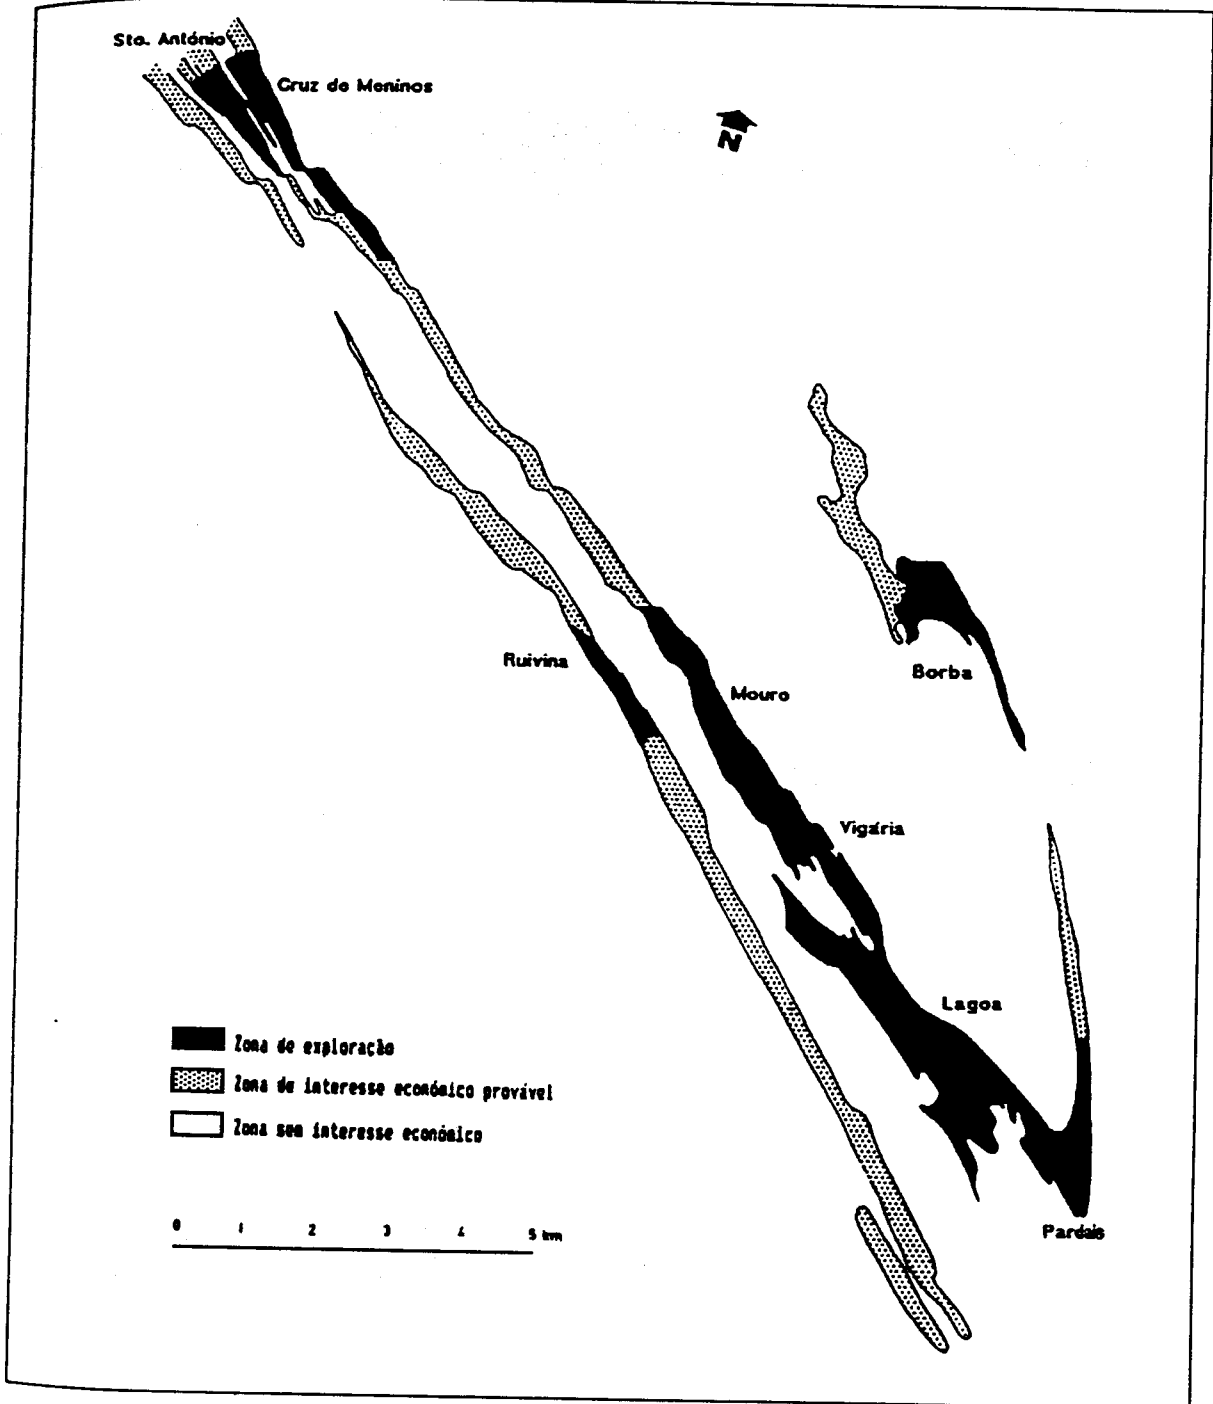 Sto. António
Cruz de Meninos
N
Ruivina
Borba
Mouro
Vigária
Lagoa
Zona de exploração
Zona de interesse económico provável
Zona sem interesse económico
0 1 2 3 4 5 km
Pardais